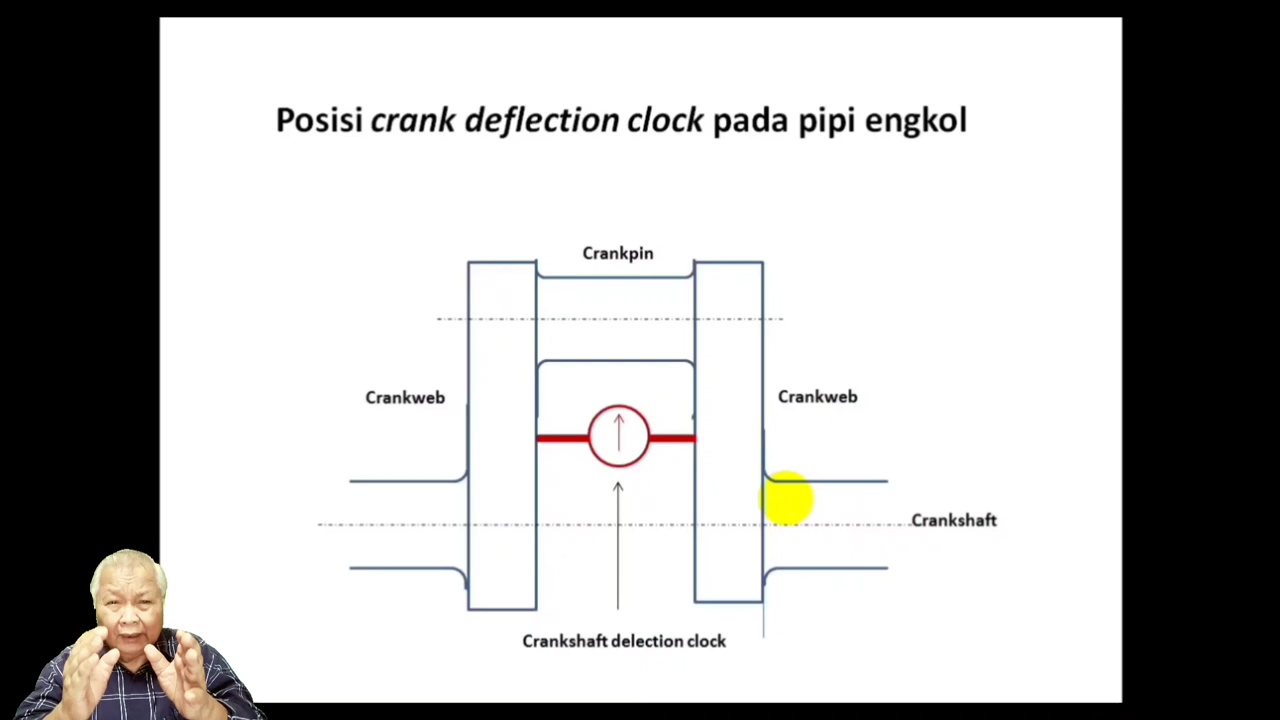 Posisi crank deflection clock pada pipi engkol
Crankpin
Crankweb
Crankweb
Crankshaft
Crankshaft delection clock